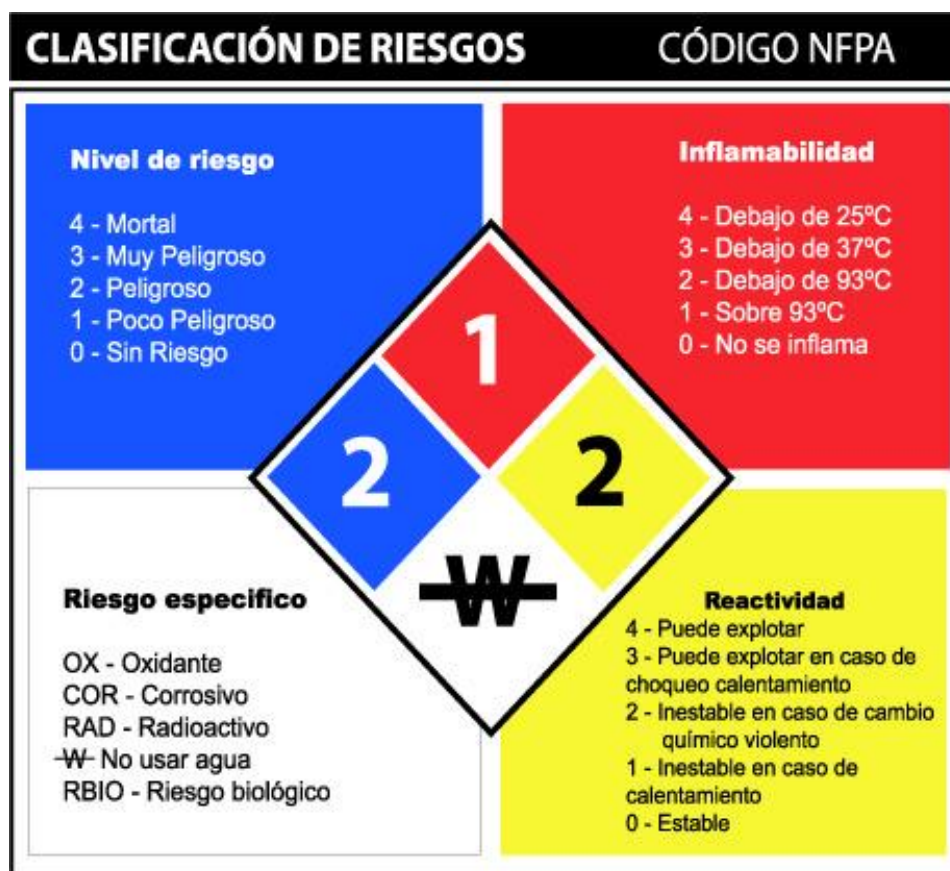 CLASIFICACIÓN DE RIESGOS CÓDIGO NFPA
Nivel de riesgo
4 - Mortal
3 - Muy Peligroso
2 - Peligroso
1 - Poco Peligroso
0 - Sin Riesgo
Inflamabilidad
4 - Debajo de 25ºC
3 - Debajo de 37ºC
2 - Debajo de 93ºC
1 - Sobre 93ºC
0 - No se inflama
1
2
2
W
Riesgo especifico
OX - Oxidante
COR - Corrosivo
RAD - Radioactivo
W No usar agua
RBIO - Riesgo biológico
Reactividad
4 - Puede explotar
3 - Puede explotar en caso de
choqueo calentamiento
2 - Inestable en caso de cambio
químico violento
1 - Inestable en caso de
calentamiento
0 - Estable